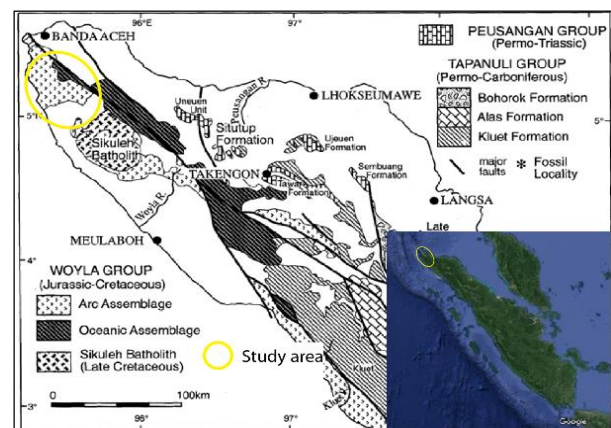 96°E
97°
BANDA ACEH
PEUSANGAN GROUP
(Permo-Triassic)
TAPANULI GROUP
(Permo-Carboniferous)
Bohorok Formation
Alas Formation
Kluet Formation
major
faults
* Fossil
Locality
Uneuen
Unit
Peusangan R.
LHOKSEUMAWE
5°
5°
Situtup
Formation
Ujeuen
Formation
Sikuleh
Batholith
TAKENGON
Tawar
Formation
Sembuang
Formation
LANGSA
Woyla R.
Late
MEULABOH
4°
4°
WOYLA GROUP
(Jurassic-Cretaceous)
Arc Assemblage
Oceanic Assemblage
Sikuleh Batholith
(Late Cretaceous)
Study area
Kluet
0
100km
3°
96°
97°
Google